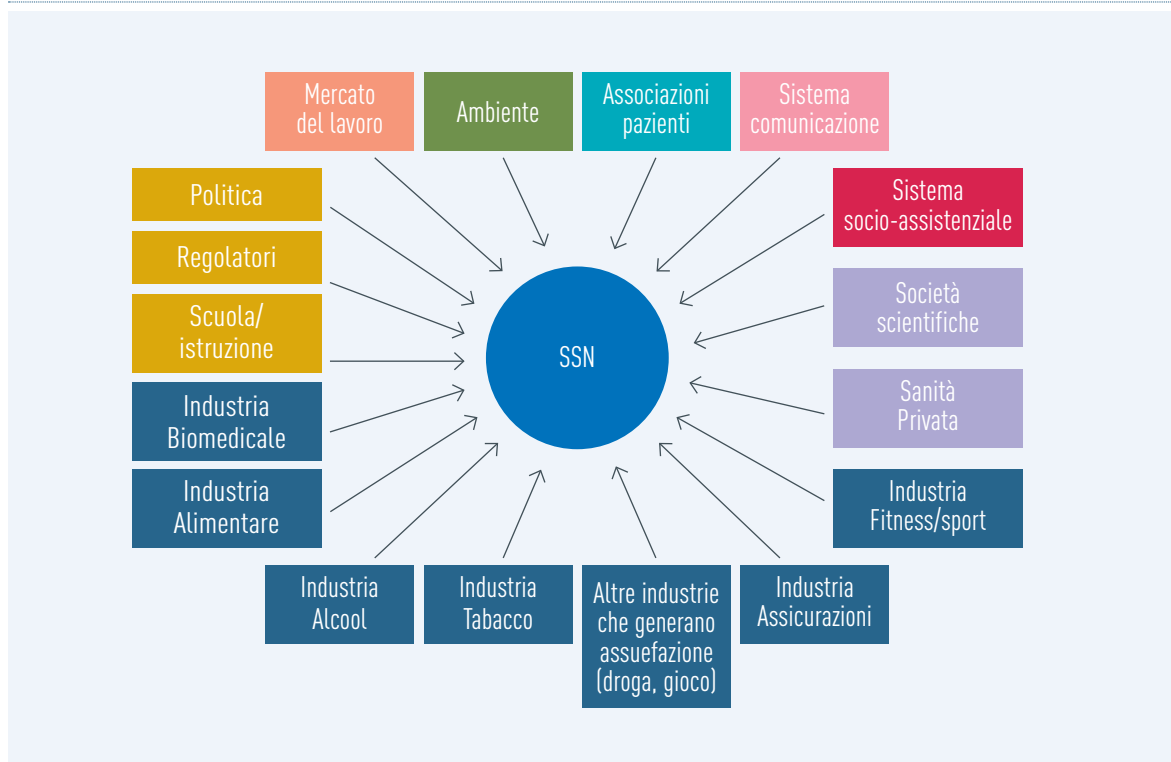 Mercato
del lavoro
Ambiente
Associazioni
pazienti
Sistema
comunicazione
Politica
Regolatori
Scuola/
istruzione
Industria
Biomedicale
Industria
Alimentare
SSN
Sistema
socio-assistenziale
Società
scientifiche
Sanità
Privata
Industria
Fitness/sport
Industria
Alcool
Industria
Tabacco
Altre industrie
che generano
assuefazione
(droga, gioco)
Industria
Assicurazioni